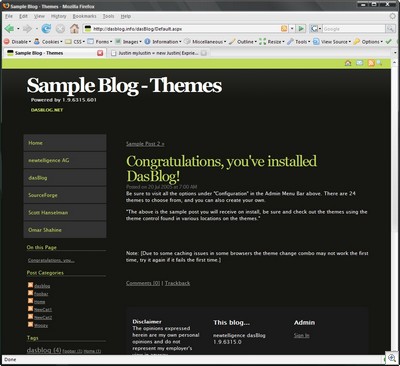 Sample Blog - Themes - Mozilla Firefox
File Edit View History Bookmarks Tools Help
http://dasblog.info/dasBlog/Default.aspx
Google
Disable Cookies CSS Forms Images Information Miscellaneous Outline Resize Tools View Source Options
Sample Blog - Themes
Sample Blog - Themes
Powered by 1.9.6315.601
DASBLOG.NET
Home
newtelligence AG
dasBlog
SourceForge
Scott Hanselman
Omar Shahine
On this Page
Congratulations, you've...
Post Categories
dasblog
Foobar
Home
NewCat1
NewCat2
Tags
dasblog (4) Foobar (1) Home (1)
Sample Post 2 »
Congratulations, you've installed
DasBlog!
Posted on 20 July 2005 at 7:00 AM
Be sure to visit all the options under "Configuration" in the Admin Menu Bar above. There are 24
themes to choose from, and you can also create your own.
"The above is the sample post you will receive on install, be sure and check out the themes using the
theme control found in various locations on the themes."
Note: [Due to some caching issues in some browsers the theme change combo may not work the first
time, try it again if it fails the first time.]
Comments [0] | Trackback
Disclaimer
The opinions expressed
herein are my own personal
opinions and do not
represent my employer's
This blog...
newtelligence dasBlog
1.9.6315.0
Admin
Sign In
Done